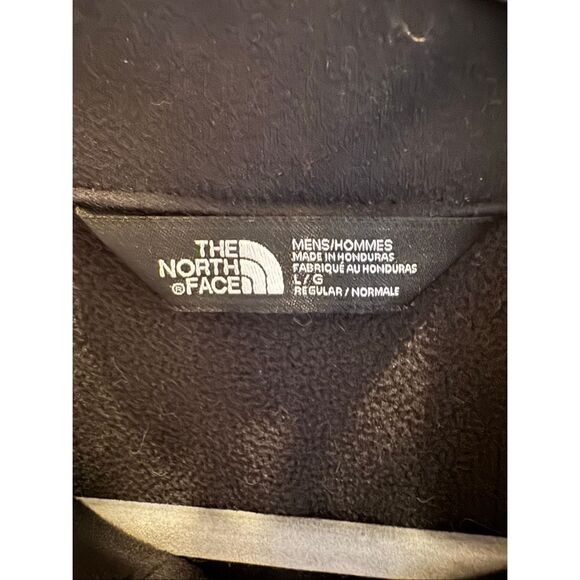 THE
NORTH
®FACE
MENS/HOMMES
MADE IN HONDURAS
FABRIQUÉ AU HONDURAS
L/G
REGULAR/NORMALE